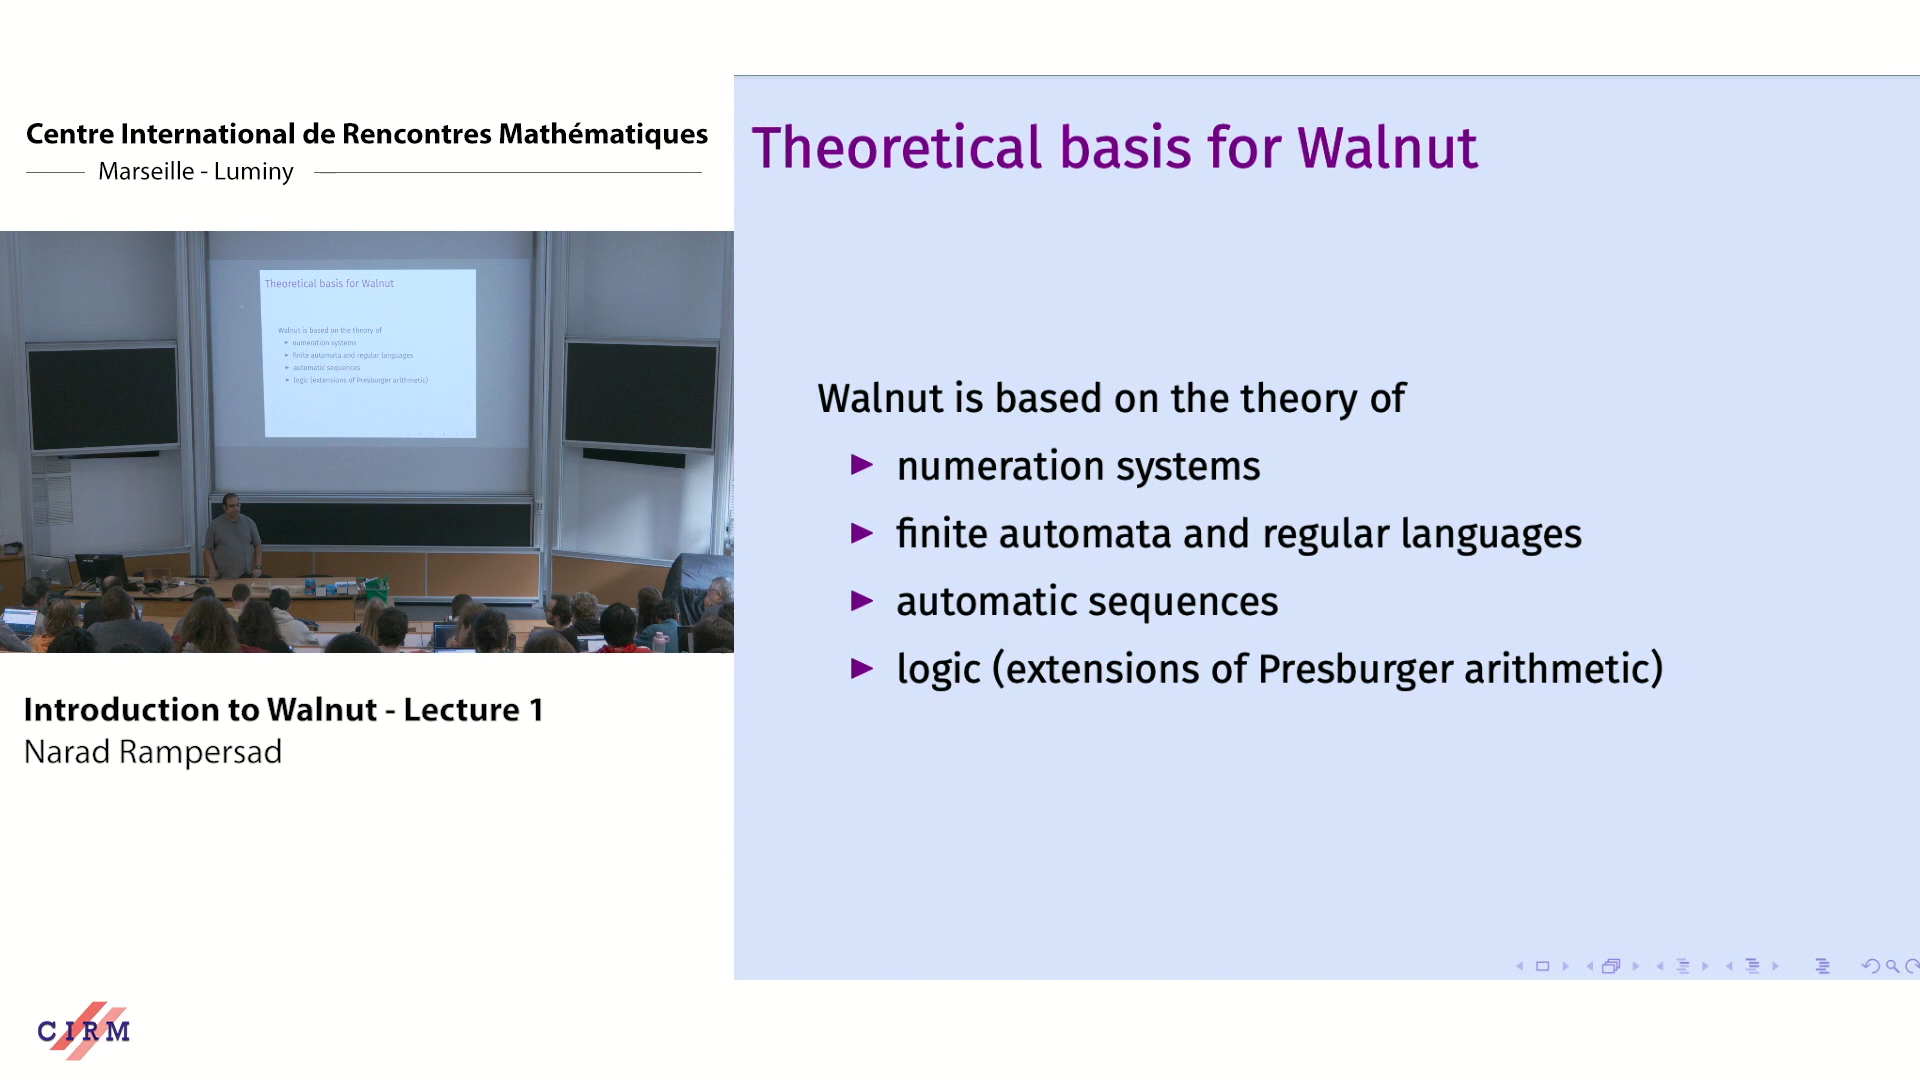 Centre International de Rencontres Mathématiques
Marseille - Luminy
Theoretical basis for Walnut
Walnut is based on the theory of
numeration systems
finite automata and regular languages
automatic sequences
logic (extensions of Presburger arithmetic)
Introduction to Walnut - Lecture 1
Narad Rampersad
CIRM
Theoretical basis for Walnut
Walnut is based on the theory of
▶ numeration systems
▶ finite automata and regular languages
▶ automatic sequences
▶ logic (extensions of Presburger arithmetic)